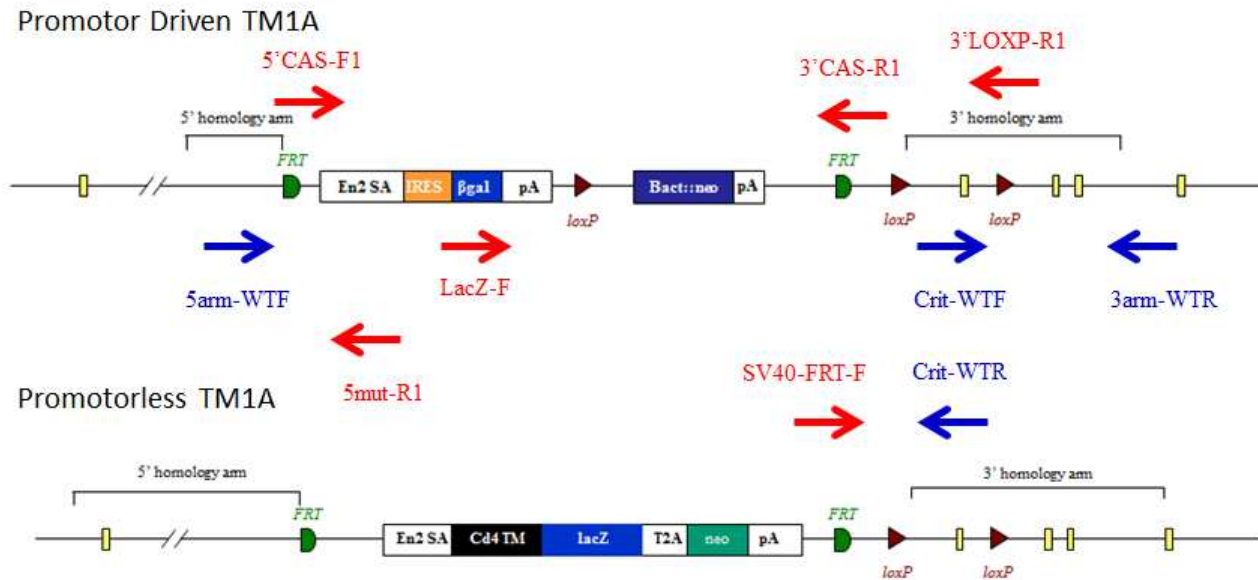 Promotor Driven TM1A
5'CAS-F1
3'CAS-R1
3'LOXP-R1
5' homology arm
3' homology arm
FRT
FRT
En2 SA IRES βgal pA
Bact::neo pA
loxP
loxP
loxP
5arm-WTF
LacZ-F
Crit-WTF
3arm-WTR
5mut-R1
SV40-FRT-F
Crit-WTR
Promotorless TM1A
5' homology arm
3' homology arm
FRT
FRT
En2 SA Cd4 TM lacZ T2A neo pA
loxP
loxP